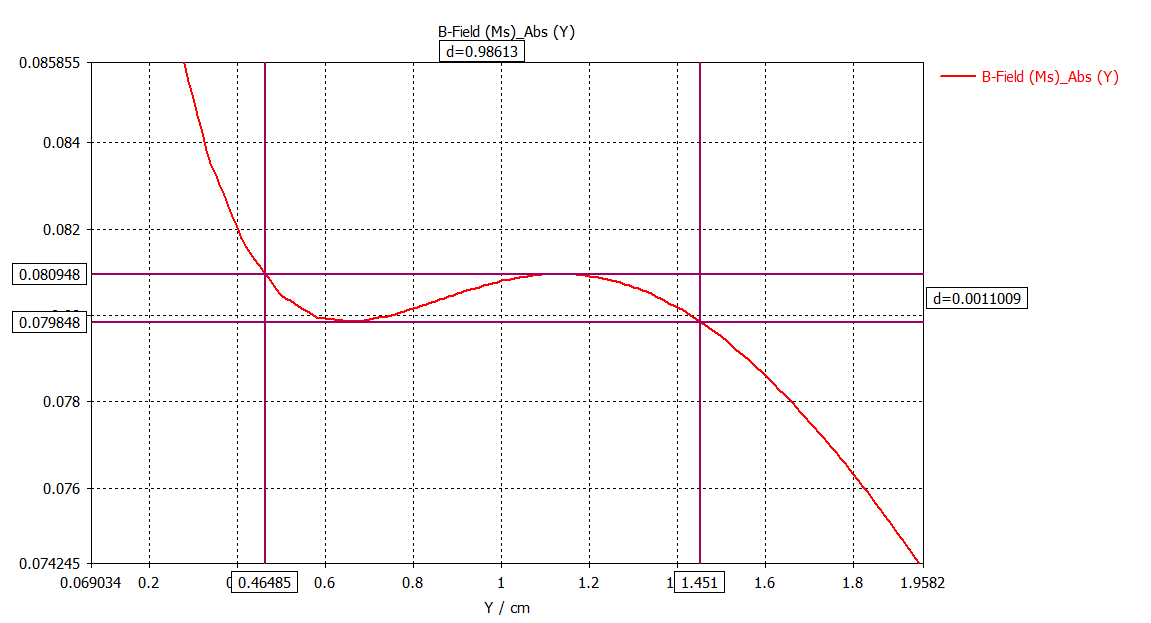 B-Field (Ms)_Abs (Y)
d=0.98613
B-Field (Ms)_Abs (Y)
0.085855
0.084
0.082
0.080948
d=0.0011009
0.079848
0.078
0.076
0.074245
0.069034 0.2 0.46485 0.6 0.8 1 1.2 1.451 1.6 1.8 1.9582
Y / cm